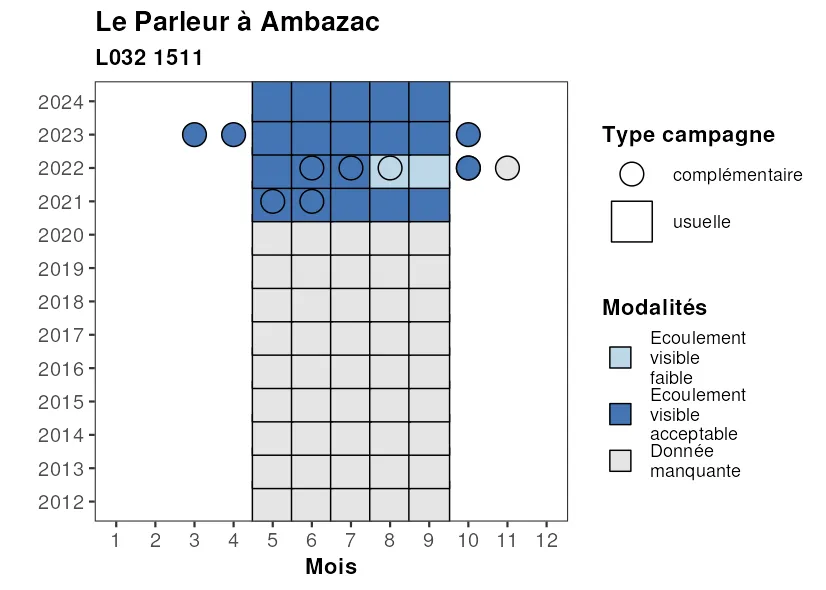 Le Parleur à Ambazac
L032 1511
2024
2023
2022
2021
2020
2019
2018
2017
2016
2015
2014
2013
2012
1 2 3 4 5 6 7 8 9 10 11 12
Mois
Type campagne
complémentaire
usuelle
Modalités
Ecoulement
visible
faible
Ecoulement
visible
acceptable
Donnée
manquante